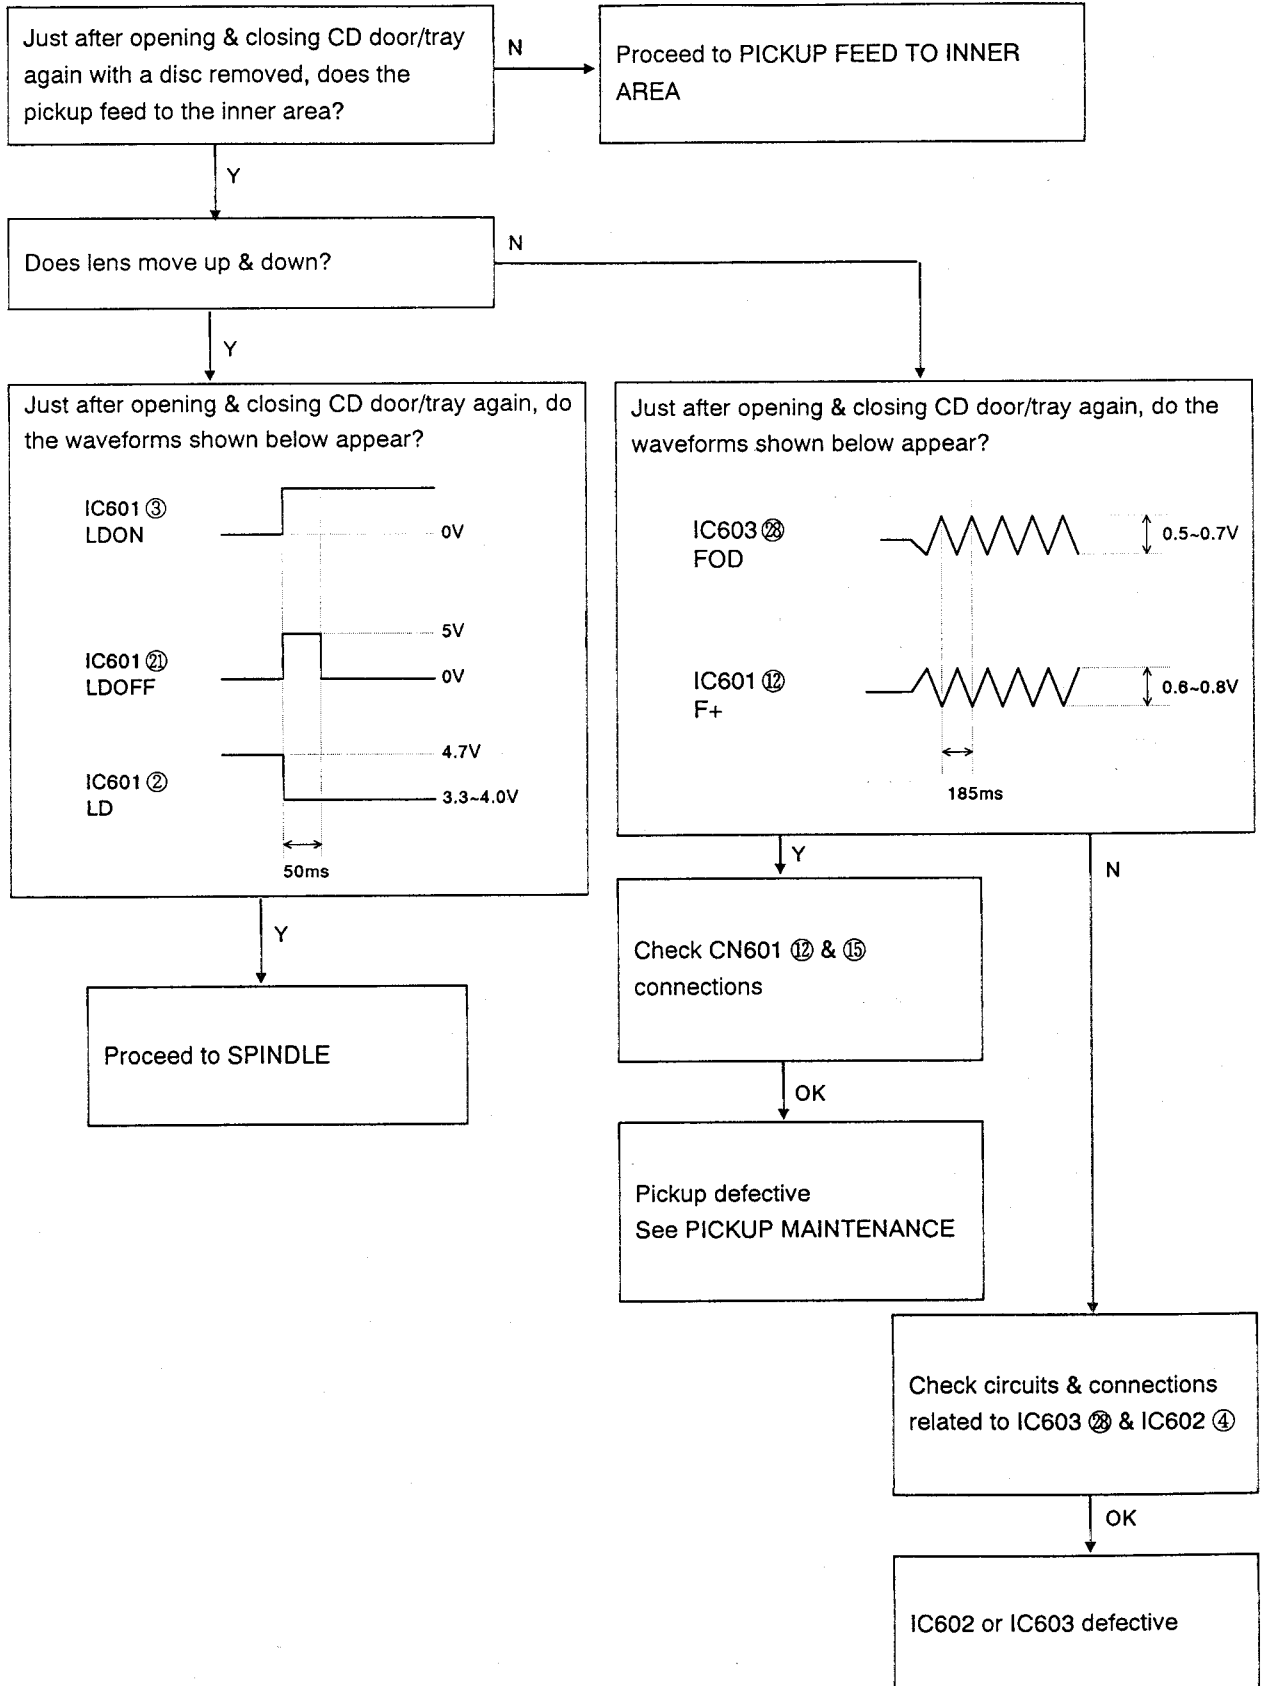 Just after opening & closing CD door/tray
again with a disc removed, does the
pickup feed to the inner area?
N
Proceed to PICKUP FEED TO INNER
AREA
Y
Does lens move up & down?
N
Y
Just after opening & closing CD door/tray again, do
the waveforms shown below appear?
IC601 ③
LDON
0V
5V
IC601 ㉑
LDOFF
0V
4.7V
IC601 ②
LD
3.3~4.0V
50ms
Y
Proceed to SPINDLE
Just after opening & closing CD door/tray again, do the
waveforms shown below appear?
IC603 ㉘
FOD
0.5~0.7V
IC601 ⑫
F+
0.6~0.8V
185ms
Y
N
Check CN601 ⑫ & ⑮
connections
OK
Pickup defective
See PICKUP MAINTENANCE
Check circuits & connections
related to IC603 ㉘ & IC602 ④
OK
IC602 or IC603 defective